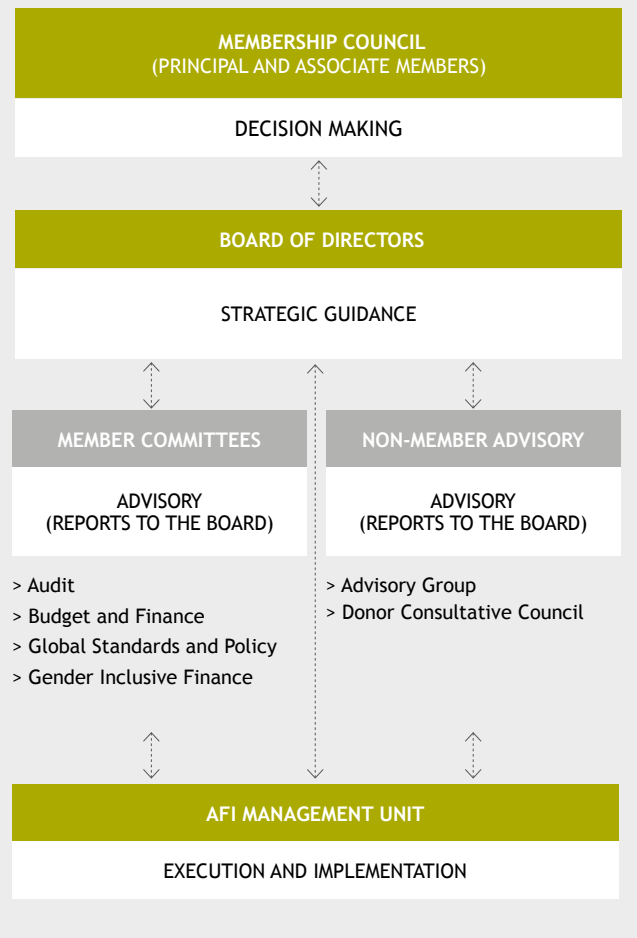 MEMBERSHIP COUNCIL
(PRINCIPAL AND ASSOCIATE MEMBERS)
DECISION MAKING
BOARD OF DIRECTORS
STRATEGIC GUIDANCE
MEMBER COMMITTEES
ADVISORY
(REPORTS TO THE BOARD)
> Audit
> Budget and Finance
> Global Standards and Policy
> Gender Inclusive Finance
NON-MEMBER ADVISORY
ADVISORY
(REPORTS TO THE BOARD)
> Advisory Group
> Donor Consultative Council
AFI MANAGEMENT UNIT
EXECUTION AND IMPLEMENTATION